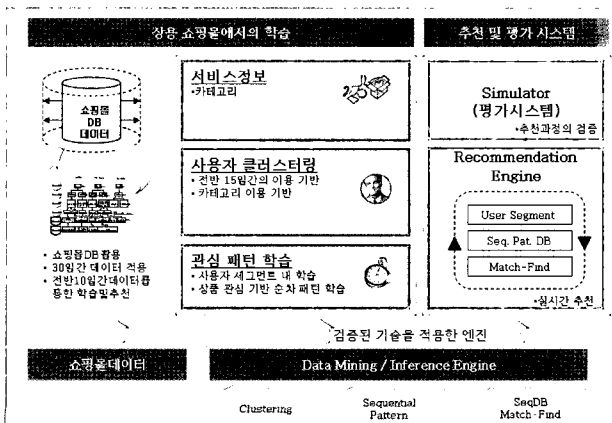 상용 쇼핑몰에서의 학습
추천 및 평가 시스템
쇼핑몰
DB
데이터
• 쇼핑몰DB 활용
• 30일간 데이터 적용
• 전반10일간데이터를
통한 학습및추천
서비스정보
•카테고리
사용자 클러스터링
• 전반 15일간의 이용 기반
• 카테고리 이용 기반
관심 패턴 학습
• 사용자 세그먼트 내 학습
• 상품 관심 기반 순차 패턴 학습
Simulator
(평가시스템)
•추천과정의 검증
Recommendation
Engine
User Segment
Seq. Pat. DB
Match-Find
•실시간 추천
검증된 기술을 적용한 엔진
쇼핑몰데이터
Data Mining / Inference Engine
Clustering
Sequential
Pattern
SeqDB
Match-Find